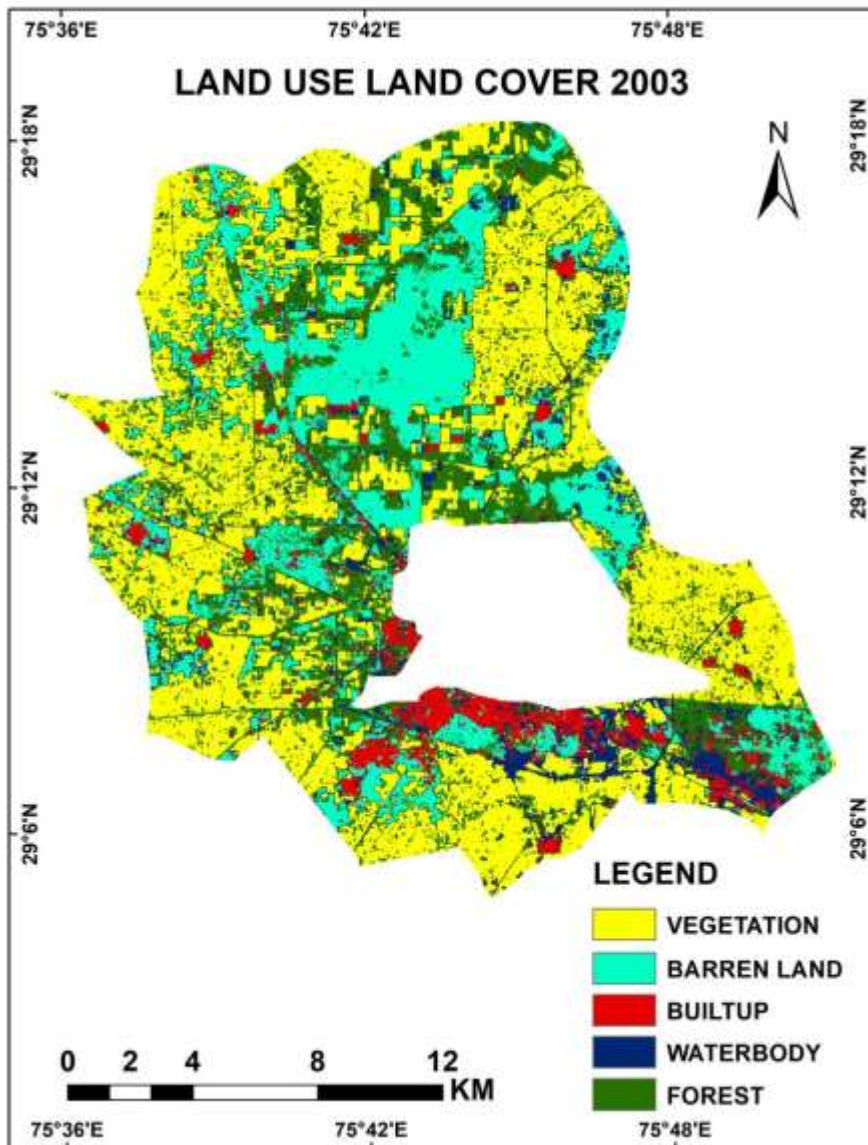 75°36'E 75°42'E 75°48'E
LAND USE LAND COVER 2003
29°18'N 29°18'N
N
29°12'N 29°12'N
29°6'N 29°6'N
LEGEND
VEGETATION
BARREN LAND
BUILTUP
WATERBODY
FOREST
0 2 4 8 12
KM
75°36'E 75°42'E 75°48'E